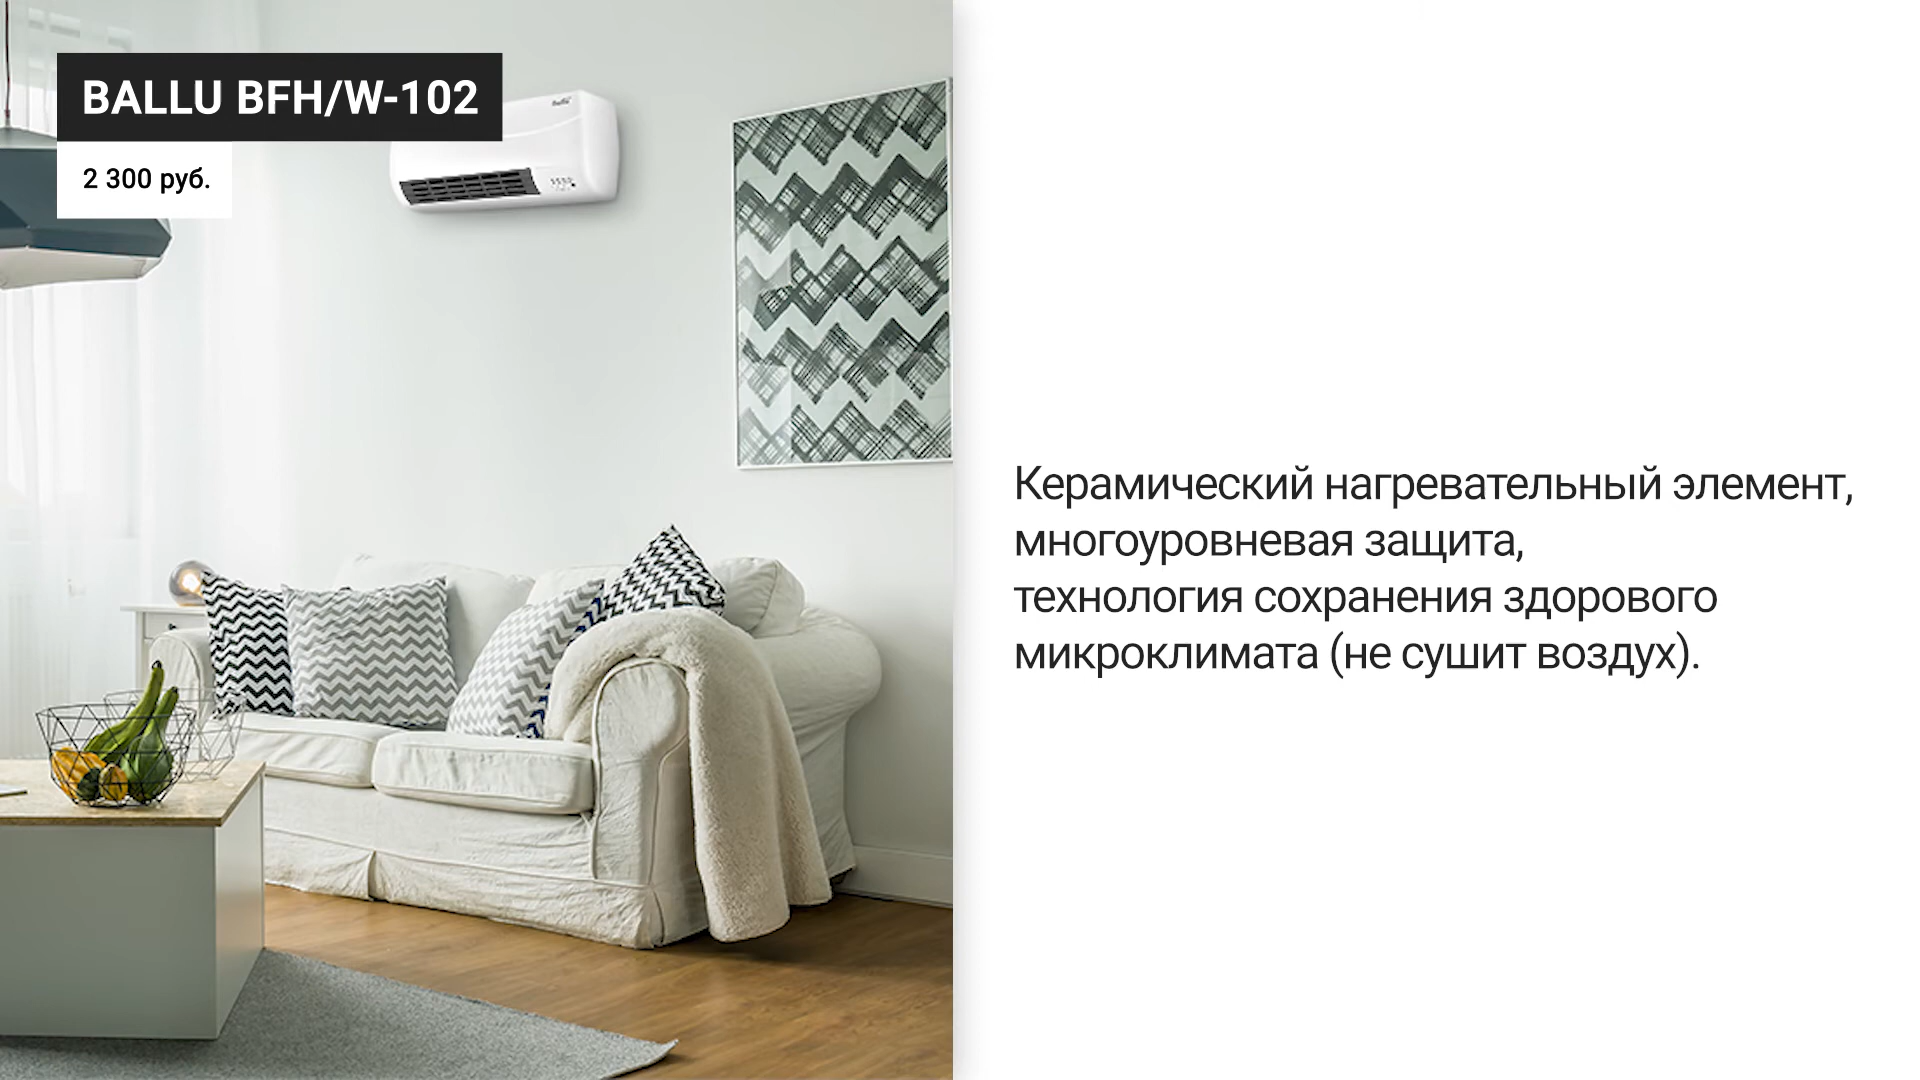 BALLU BFH/W-102
2 300 руб.
Керамический нагревательный элемент,
многоуровневая защита,
технология сохранения здорового
микроклимата (не сушит воздух).